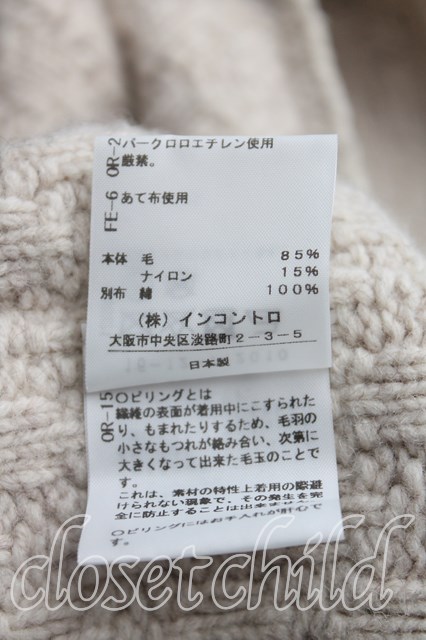 OR-2 パークロロエチレン使用
厳禁。
FE-6 あて布使用
本体 毛 85%
ナイロン 15%
別布 綿 100%
(株) インコントロ
大阪市中央区淡路町2-3-5
日本製
OR-15 〇ピリングとは
繊維の表面が着用中にこすられた
り、もまれたりするため、毛羽の
小さなもつれが絡み合い、次第に
大きくなって出来た毛玉のことで
す。
これは、素材の特性上着用の際避
けられない現象で、その発生を完
全に防止することは出来ません
〇ピリングにはお手入れが肝心で
す。
closetchild